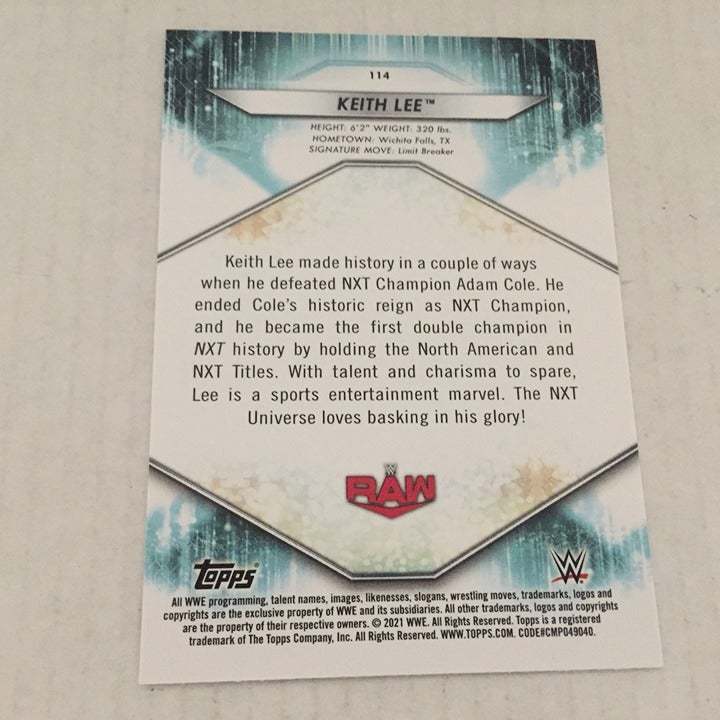 114
KEITH LEE™
HEIGHT: 6'2" WEIGHT: 320 lbs.
HOMETOWN: Wichita Falls, TX
SIGNATURE MOVE: Limit Breaker
Keith Lee made history in a couple of ways
when he defeated NXT Champion Adam Cole. He
ended Cole's historic reign as NXT Champion,
and he became the first double champion in
NXT history by holding the North American and
NXT Titles. With talent and charisma to spare,
Lee is a sports entertainment marvel. The NXT
Universe loves basking in his glory!
W
RAW
Topps
W
All WWE programming, talent names, images, likenesses, slogans, wrestling moves, trademarks, logos and
copyrights are the exclusive property of WWE and its subsidiaries. All other trademarks, logos and copyrights
are the property of their respective owners. © 2021 WWE. All Rights Reserved. Topps is a registered
trademark of The Topps Company, Inc. All Rights Reserved. WWW.TOPPS.COM. CODE#CMP049040.